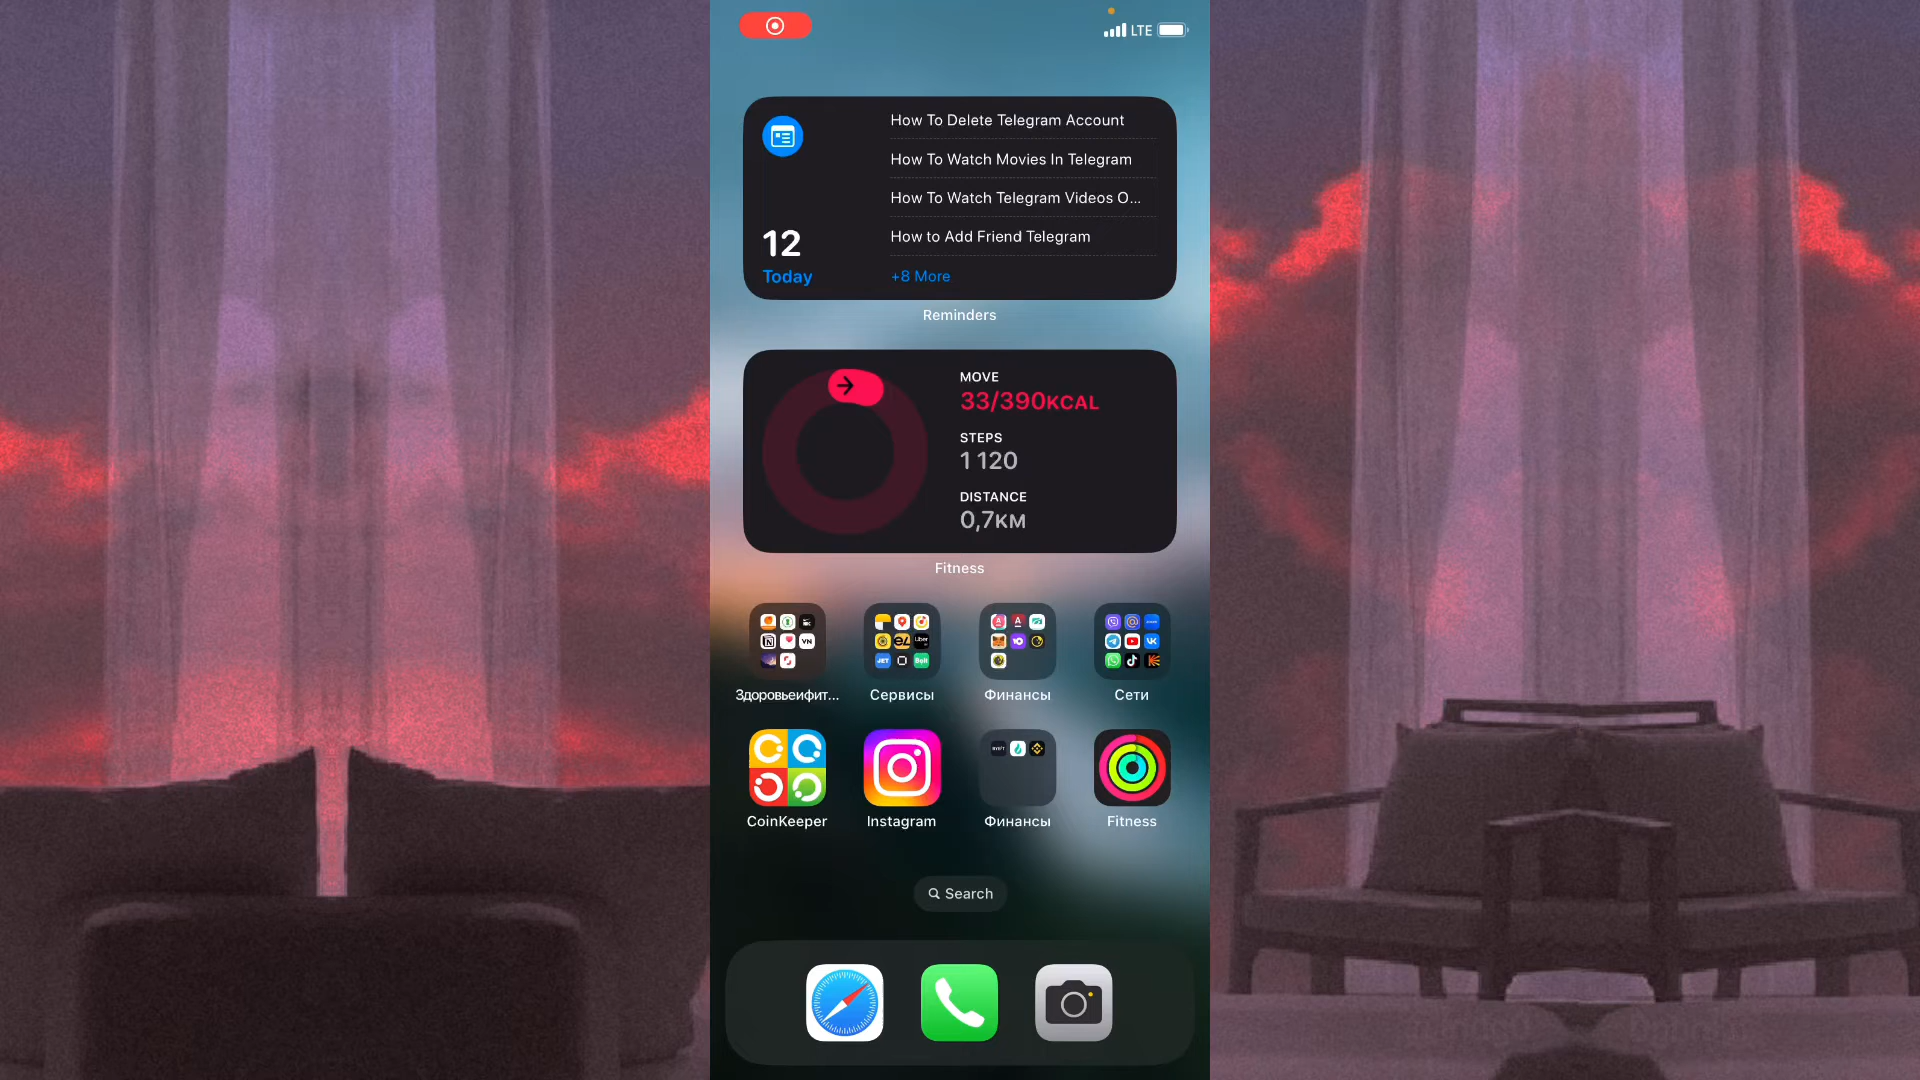 LTE
How To Delete Telegram Account
How To Watch Movies In Telegram
How To Watch Telegram Videos O...
How to Add Friend Telegram
+8 More
12
Today
Reminders
MOVE
33/390KCAL
STEPS
1 120
DISTANCE
0,7KM
Fitness
Здоровьеифит...
Сервисы
Финансы
Сети
CoinKeeper
Instagram
Финансы
Fitness
Search